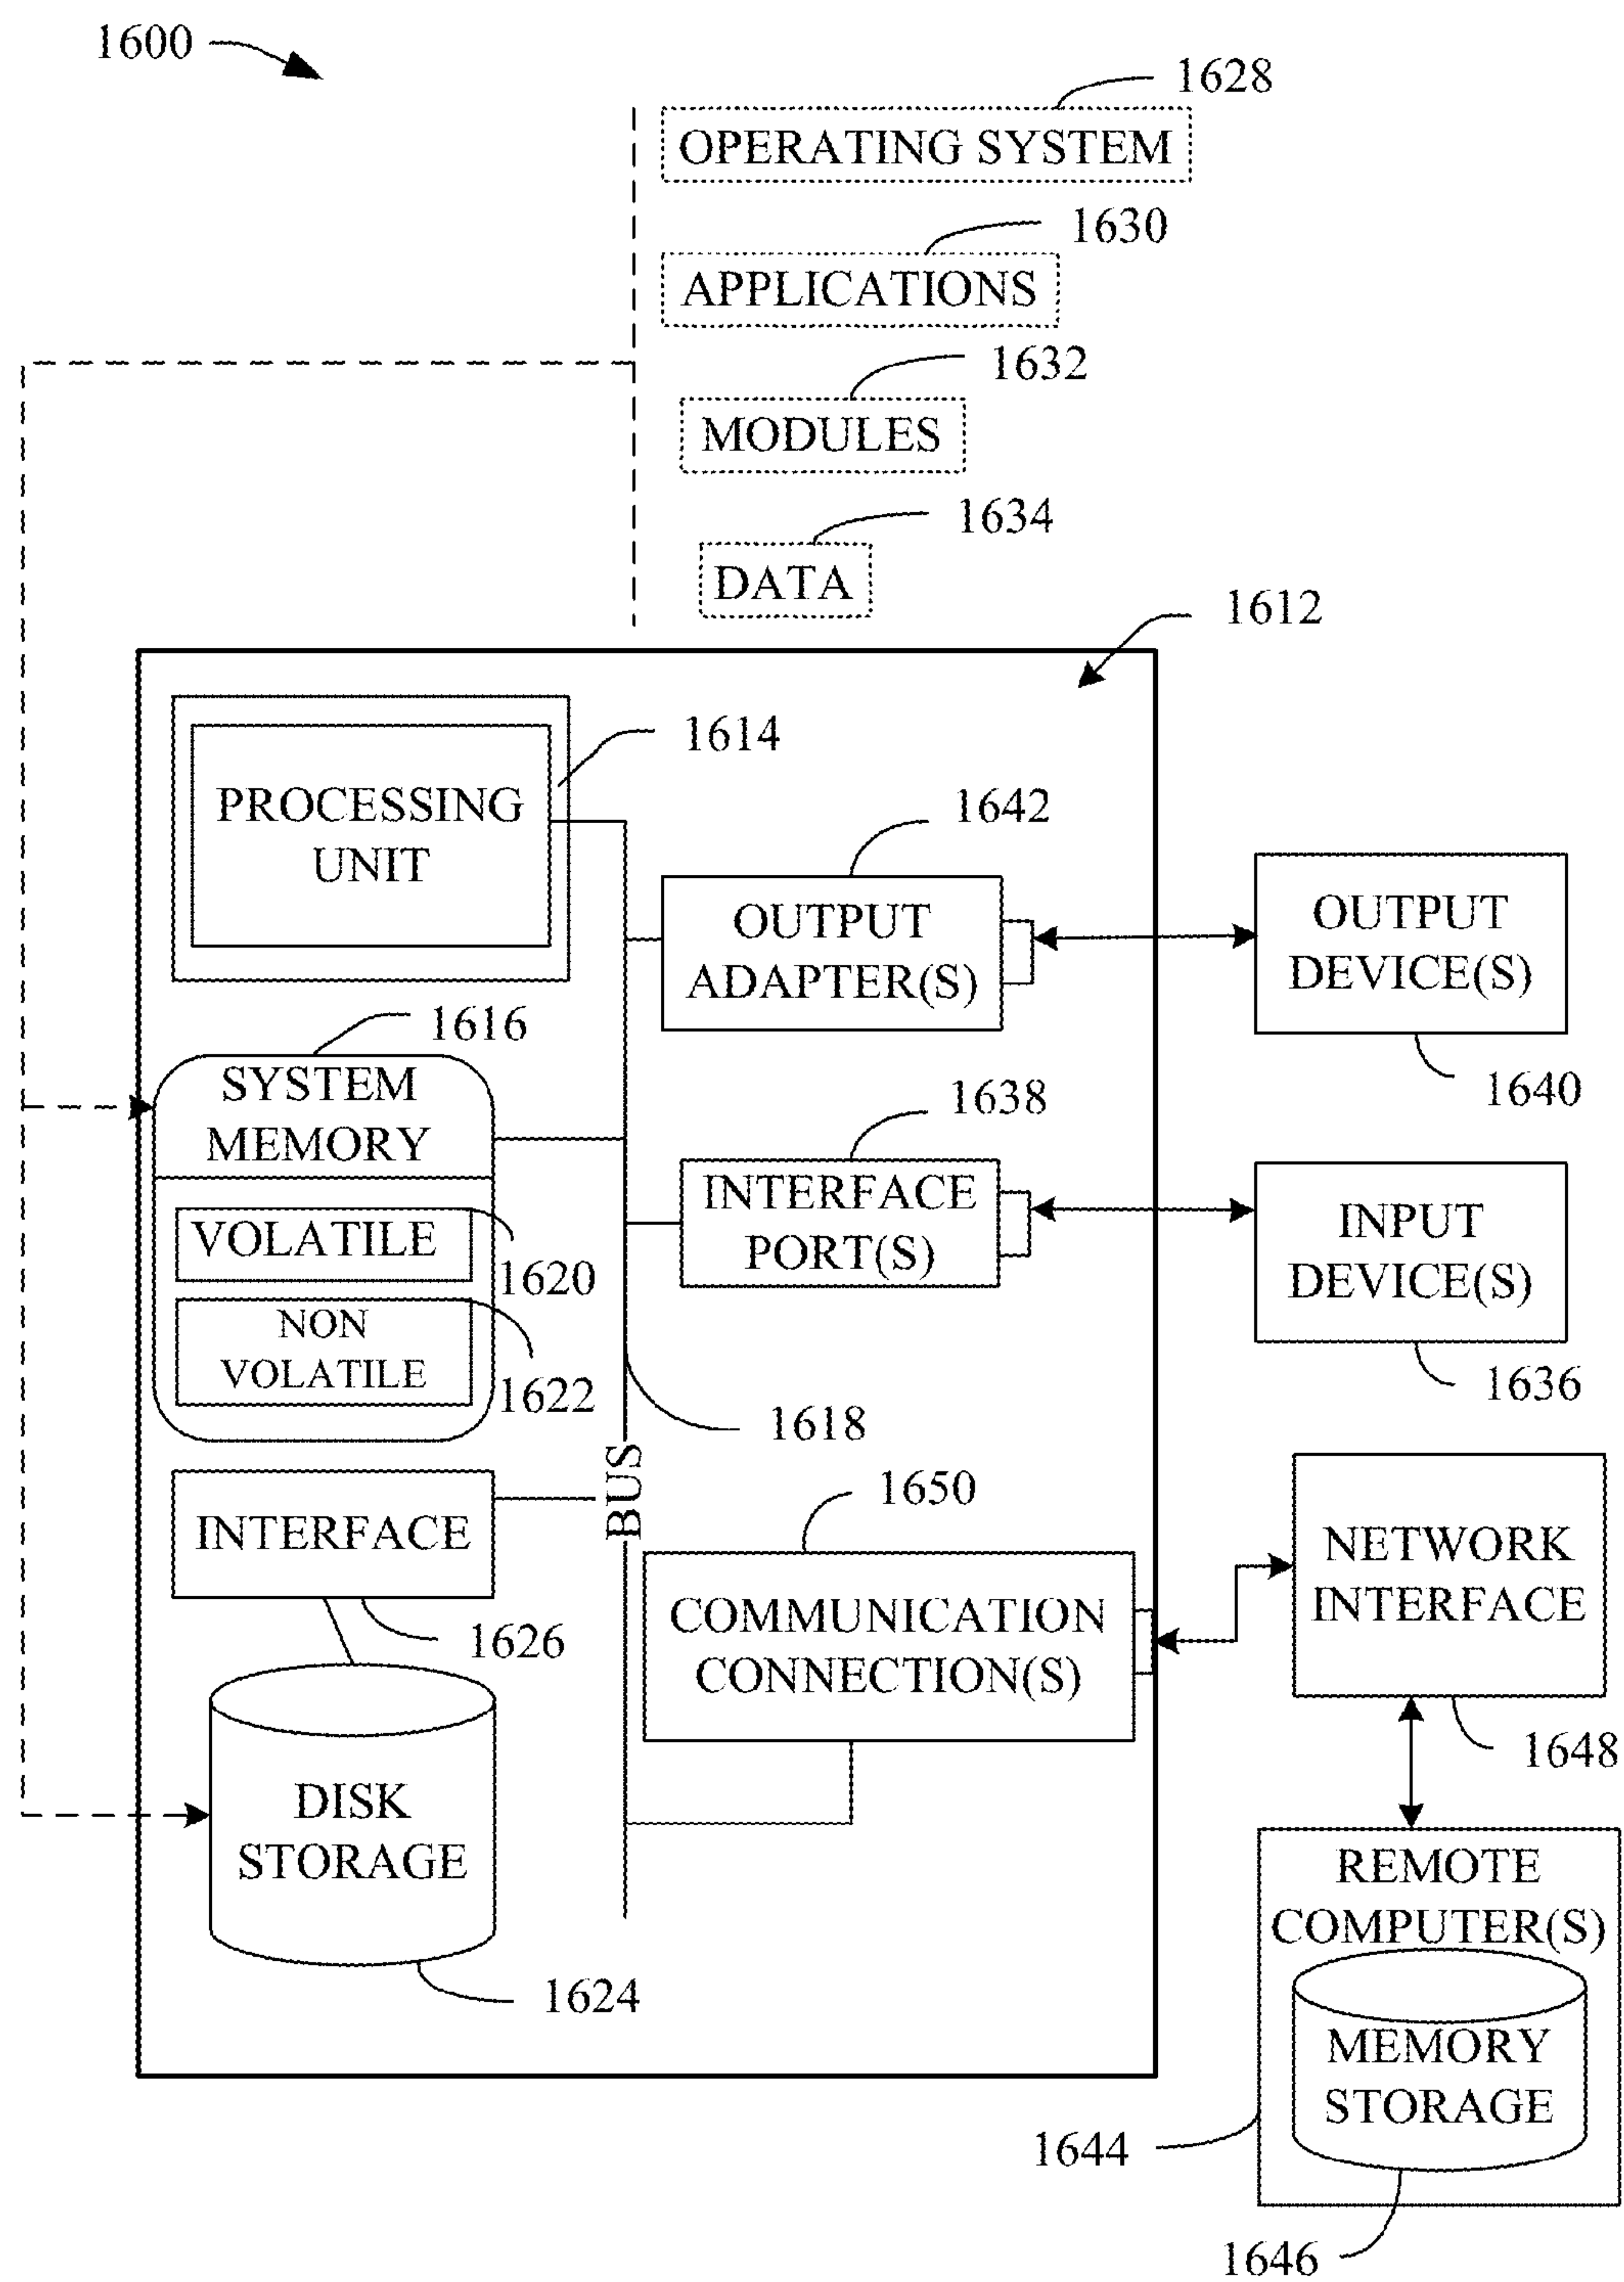 1600
1628
OPERATING SYSTEM
1630
APPLICATIONS
1632
MODULES
1634
DATA
1612
1614
PROCESSING
UNIT
1642
OUTPUT
ADAPTER(S)
OUTPUT
DEVICE(S)
1640
1616
SYSTEM
MEMORY
VOLATILE
1620
NON
VOLATILE
1622
1638
INTERFACE
PORT(S)
INPUT
DEVICE(S)
1636
1618
BUS
INTERFACE
1626
1650
COMMUNICATION
CONNECTION(S)
NETWORK
INTERFACE
1648
DISK
STORAGE
1624
REMOTE
COMPUTER(S)
MEMORY
STORAGE
1644
1646